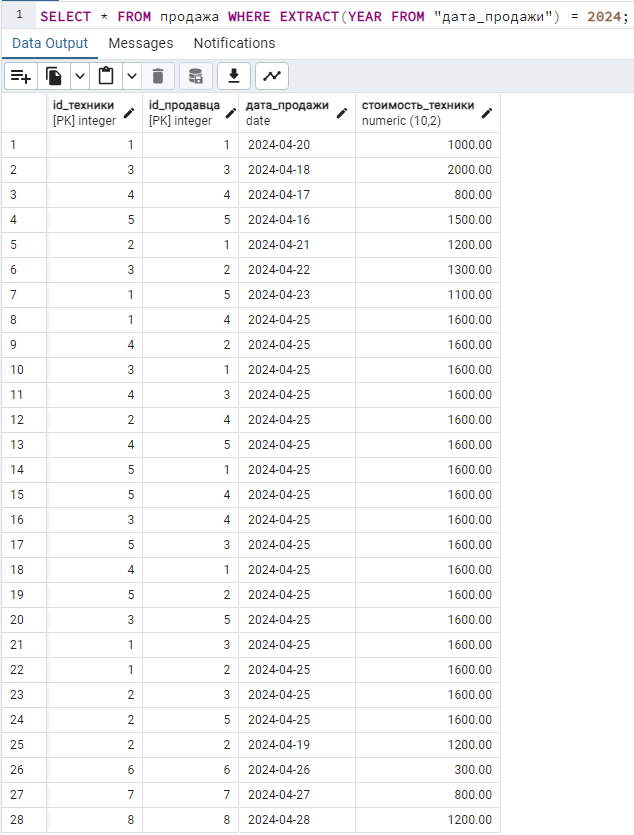 1 SELECT * FROM продажа WHERE EXTRACT(YEAR FROM "дата_продажи") = 2024;
Data Output Messages Notifications
id_техники id_продавца дата_продажи стоимость_техники
[PK] integer [PK] integer date numeric (10,2)
1 1 1 2024-04-20 1000.00
2 3 3 2024-04-18 2000.00
3 4 4 2024-04-17 800.00
4 5 5 2024-04-16 1500.00
5 2 1 2024-04-21 1200.00
6 3 2 2024-04-22 1300.00
7 1 5 2024-04-23 1100.00
8 1 4 2024-04-25 1600.00
9 4 2 2024-04-25 1600.00
10 3 1 2024-04-25 1600.00
11 4 3 2024-04-25 1600.00
12 2 4 2024-04-25 1600.00
13 4 5 2024-04-25 1600.00
14 5 1 2024-04-25 1600.00
15 5 4 2024-04-25 1600.00
16 3 4 2024-04-25 1600.00
17 5 3 2024-04-25 1600.00
18 4 1 2024-04-25 1600.00
19 5 2 2024-04-25 1600.00
20 3 5 2024-04-25 1600.00
21 1 3 2024-04-25 1600.00
22 1 2 2024-04-25 1600.00
23 2 3 2024-04-25 1600.00
24 2 5 2024-04-25 1600.00
25 2 2 2024-04-19 1200.00
26 6 6 2024-04-26 300.00
27 7 7 2024-04-27 800.00
28 8 8 2024-04-28 1200.00